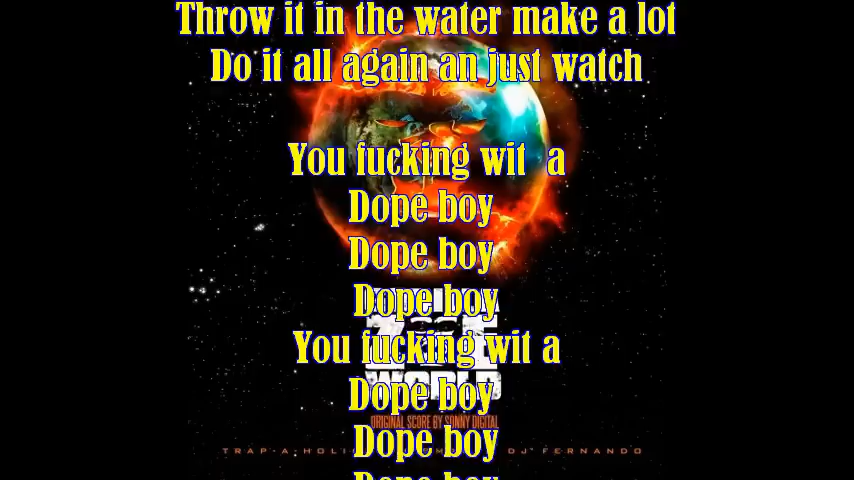 Throw it in the water make a lot
Do it all again an just watch
You fucking wit a
Dope boy
Dope boy
Dope boy
You fucking wit a
Dope boy
WORLD
ORIGINAL SCORE BY SONNY DIGITAL
Dope boy
TRAP-A-HOLI DJ FERNANDO
Dope boy